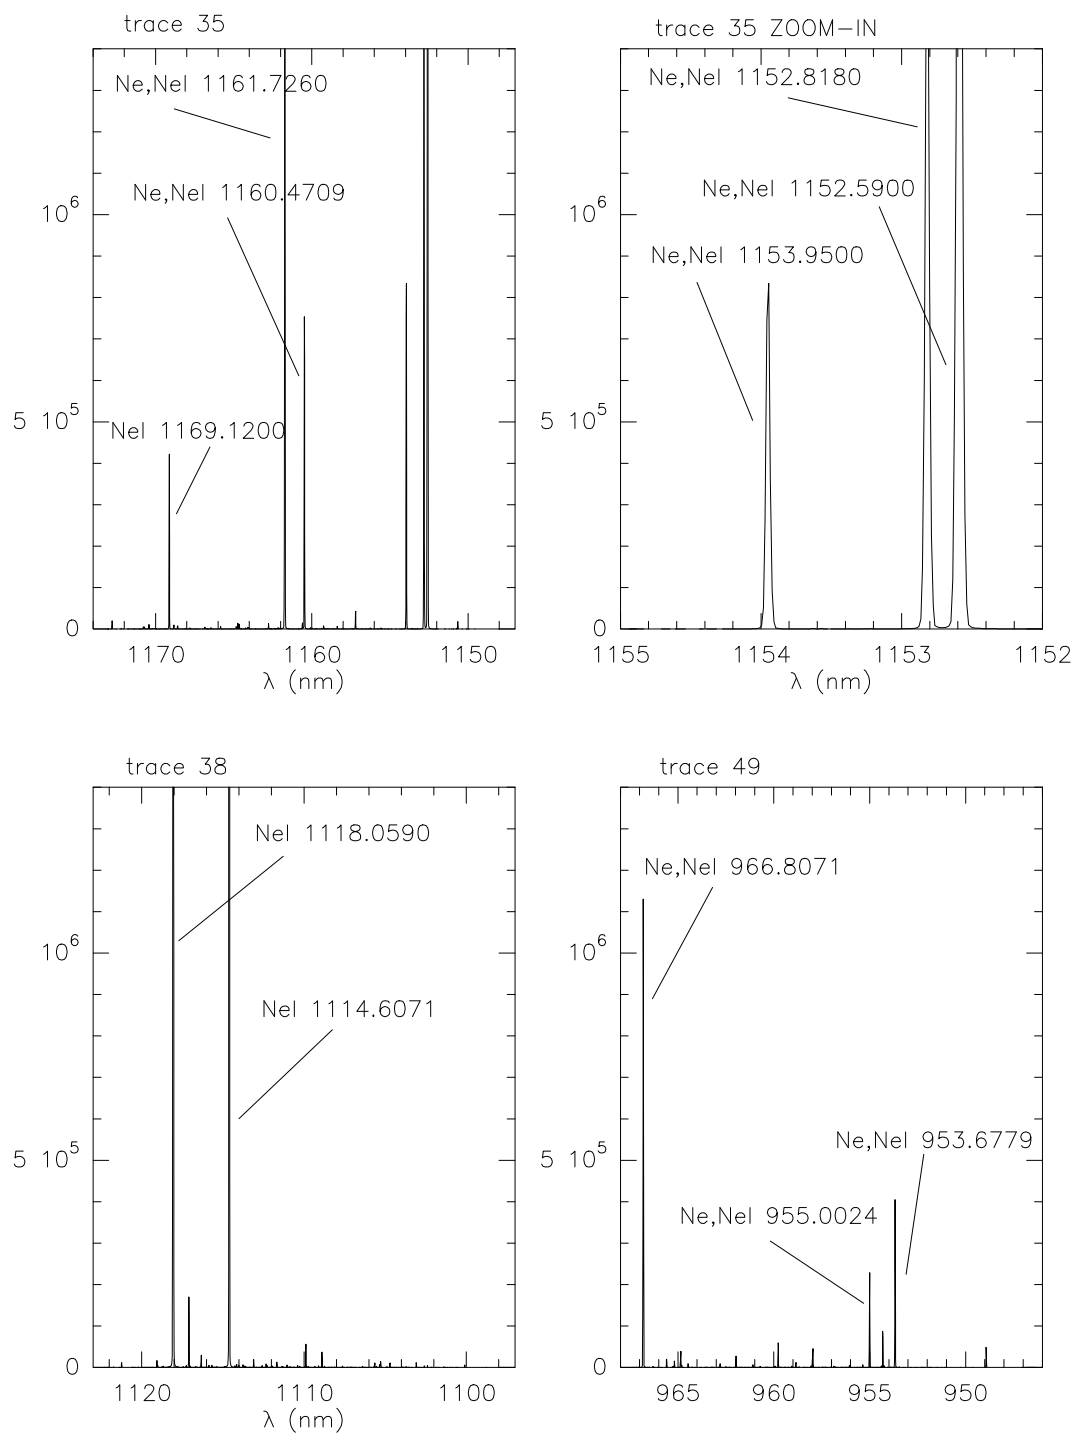 trace 35
Ne,NeI 1161.7260
Ne,NeI 1160.4709
NeI 1169.1200
10^6
5 10^5
0
1170 1160 1150
λ (nm)
trace 35 ZOOM-IN
Ne,NeI 1152.8180
Ne,NeI 1152.5900
Ne,NeI 1153.9500
10^6
5 10^5
0
1155 1154 1153 1152
λ (nm)
trace 38
NeI 1118.0590
NeI 1114.6071
10^6
5 10^5
0
1120 1110 1100
λ (nm)
trace 49
Ne,NeI 966.8071
Ne,NeI 953.6779
Ne,NeI 955.0024
10^6
5 10^5
0
965 960 955 950